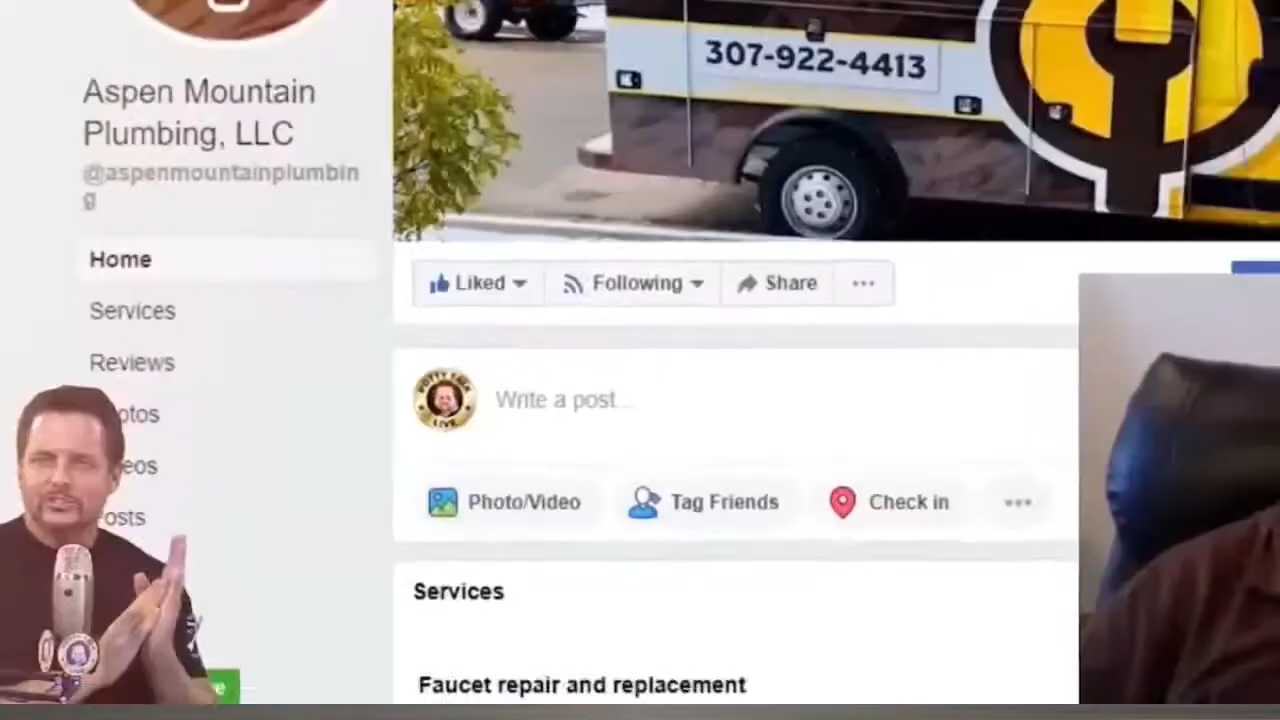 307-922-4413
Aspen Mountain
Plumbing, LLC
@aspenmountainplumbin
g
Home
Services
Reviews
otos
eos
osts
Liked
Following
Share
Write a post...
LIVE
Photo/Video
Tag Friends
Check in
Services
Faucet repair and replacement